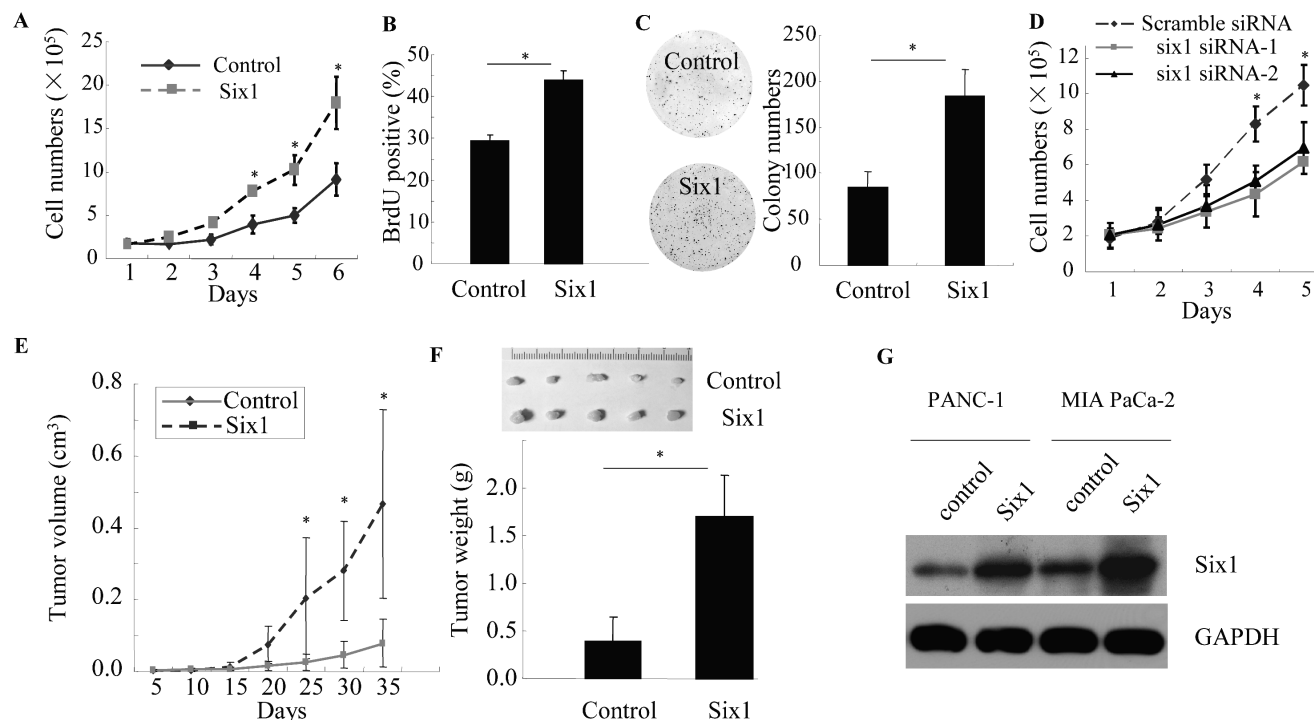 A
Cell numbers (×10⁵)
25
20
15
10
5
0
Control
Six1
*
*
*
1 2 3 4 5 6
Days
B
BrdU positive (%)
50
40
30
20
10
0
*
Control Six1
C
Control
Six1
Colony numbers
250
200
150
100
50
0
*
Control Six1
D
Scramble siRNA
six1 siRNA-1
six1 siRNA-2
Cell numbers (×10⁵)
12
10
8
6
4
2
0
*
*
1 2 3 4 5
Days
E
Tumor volume (cm³)
0.8
0.6
0.4
0.2
0.0
Control
Six1
*
*
*
5 10 15 20 25 30 35
Days
F
Control
Six1
Tumor weight (g)
2.0
1.5
1.0
0.5
0.0
*
Control Six1
G
PANC-1 MIA PaCa-2
control Six1 control Six1
Six1
GAPDH